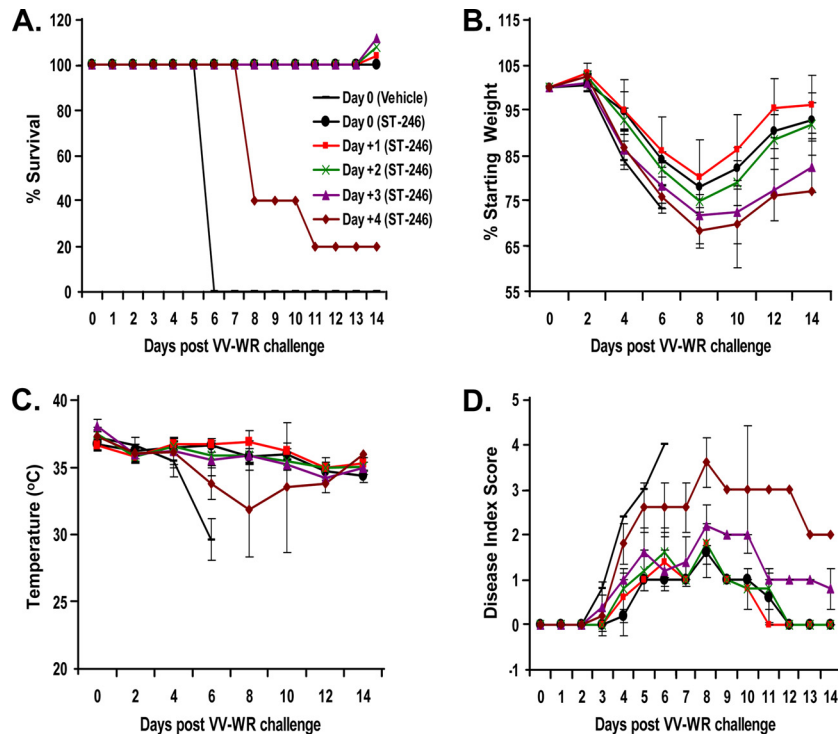 A.
120
100
80
60
40
20
0
% Survival
0 1 2 3 4 5 6 7 8 9 10 11 12 13 14
Days post VV-WR challenge
Day 0 (Vehicle)
Day 0 (ST-246)
Day +1 (ST-246)
Day +2 (ST-246)
Day +3 (ST-246)
Day +4 (ST-246)
B.
115
105
95
85
75
65
55
% Starting Weight
0 2 4 6 8 10 12 14
Days post VV-WR challenge
C.
40
35
30
25
20
Temperature (ºC)
0 2 4 6 8 10 12 14
Days post VV-WR challenge
D.
5
4
3
2
1
0
-1
Disease Index Score
0 1 2 3 4 5 6 7 8 9 10 11 12 13 14
Days post VV-WR challenge